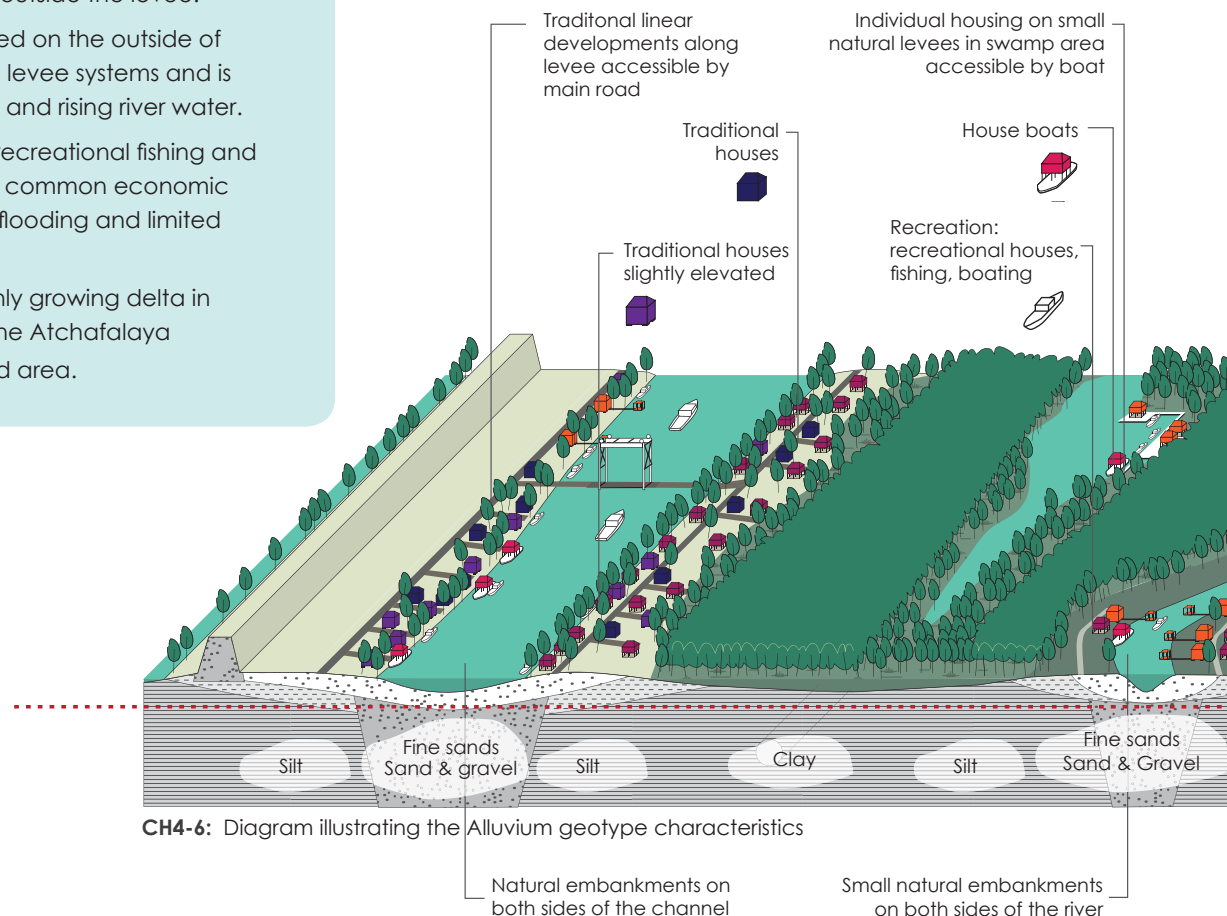 outside the levee.
ed on the outside of
levee systems and is
and rising river water.
recreational fishing and
common economic
flooding and limited
nly growing delta in
he Atchafalaya
d area.
Traditonal linear
developments along
levee accessible by
main road
Individual housing on small
natural levees in swamp area
accessible by boat
Traditional
houses
House boats
Traditional houses
slightly elevated
Recreation:
recreational houses,
fishing, boating
Silt
Fine sands
Sand & gravel
Silt
Clay
Silt
Fine sands
Sand & Gravel
CH4-6: Diagram illustrating the Alluvium geotype characteristics
Natural embankments on
both sides of the channel
Small natural embankments
on both sides of the river